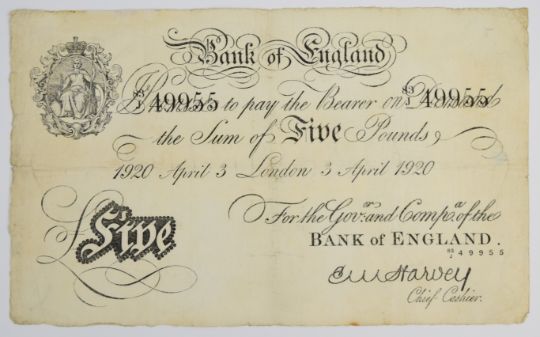 Bank of England
I Promise to pay the Bearer on Demand
83/J 49955 83/J 49955
the Sum of Five Pounds
1920 April 3 London 3 April 1920
For the Govr. and Compa. of the
BANK of ENGLAND.
49955
£Five
E M Harvey
Chief Cashier.